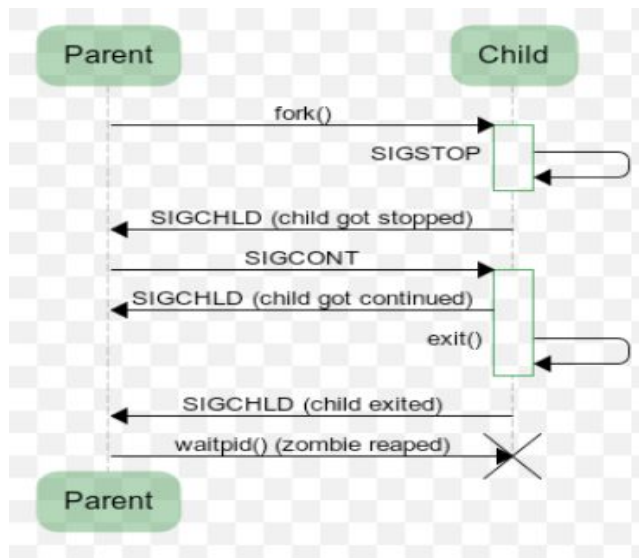 Parent
Child
fork()
SIGSTOP
SIGCHLD (child got stopped)
SIGCONT
SIGCHLD (child got continued)
exit()
SIGCHLD (child exited)
waitpid() (zombie reaped)
Parent